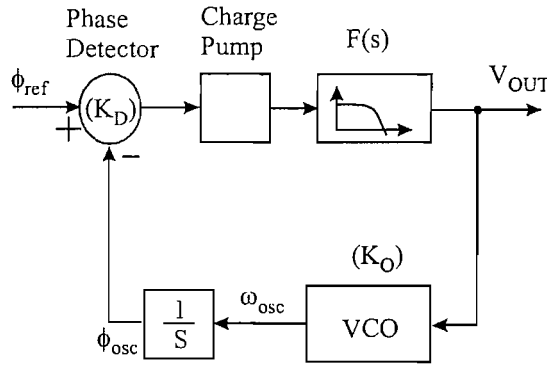 Phase
Detector
Charge
Pump
F(s)
ϕref
(KD)
+
−
VOUT
(KO)
VCO
ωosc
1
S
ϕosc